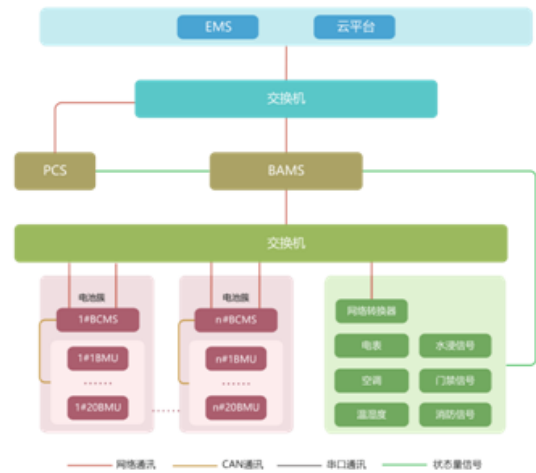 EMS 云平台
交换机
PCS BAMS
交换机
电池簇 电池簇
1#BCMS n#BCMS 网络转换器
1#1BMU n#1BMU 电表 水浸信号
…… …… 空调 门禁信号
1#20BMU …… n#20BMU 温湿度 消防信号
网络通讯 CAN通讯 串口通讯 状态量信号